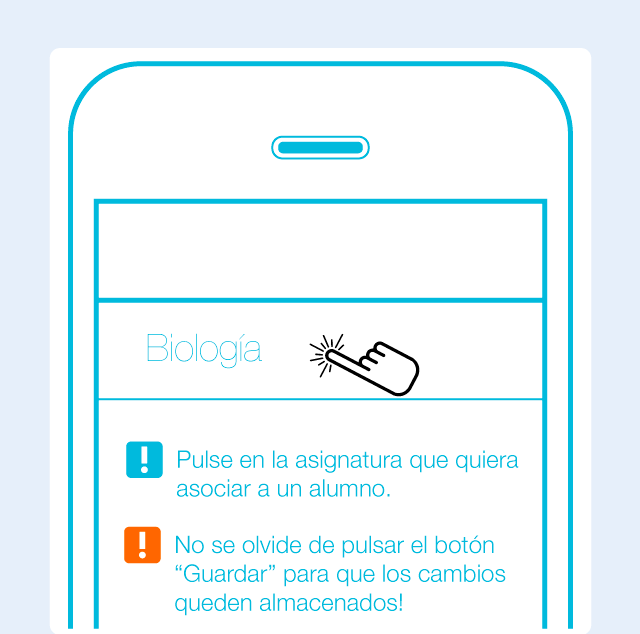 Biología
Pulse en la asignatura que quiera
asociar a un alumno.
No se olvide de pulsar el botón
“Guardar” para que los cambios
queden almacenados!